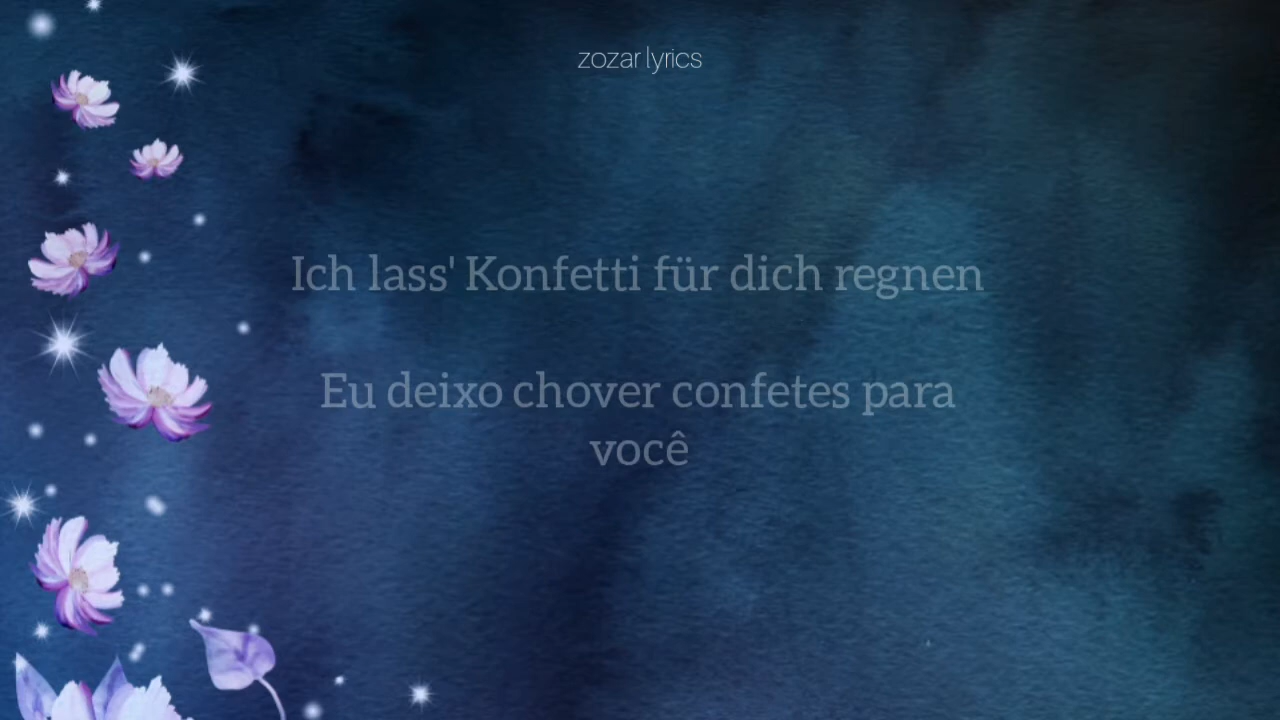 zozar lyrics
Ich lass' Konfetti für dich regnen
Eu deixo chover confetes para
você